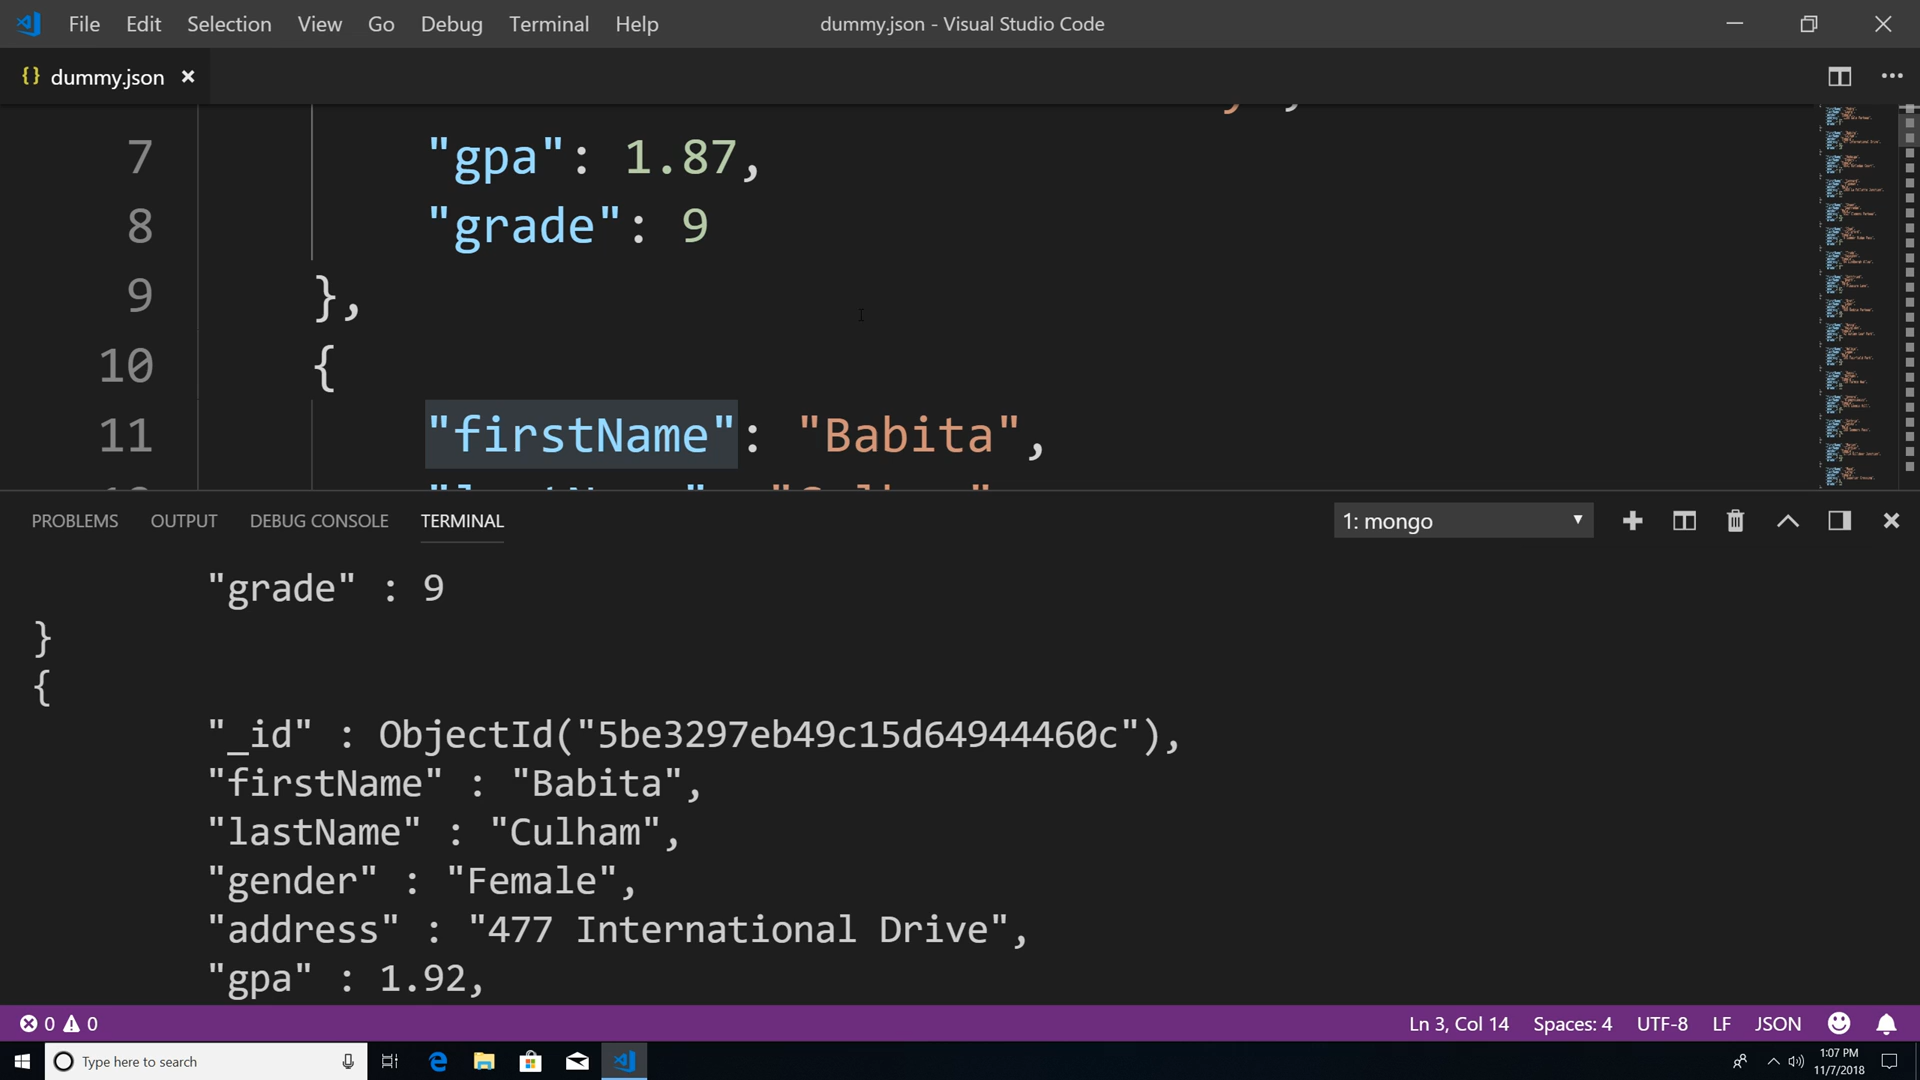 File Edit Selection View Go Debug Terminal Help dummy.json - Visual Studio Code
{} dummy.json
7 "gpa": 1.87,
8 "grade": 9
9 },
10 {
11 "firstName": "Babita",
PROBLEMS OUTPUT DEBUG CONSOLE TERMINAL 1: mongo
"grade" : 9
}
{
"_id" : ObjectId("5be3297eb49c15d64944460c"),
"firstName" : "Babita",
"lastName" : "Culham",
"gender" : "Female",
"address" : "477 International Drive",
"gpa" : 1.92,
0 0 Ln 3, Col 14 Spaces: 4 UTF-8 LF JSON
Type here to search 1:07 PM
11/7/2018